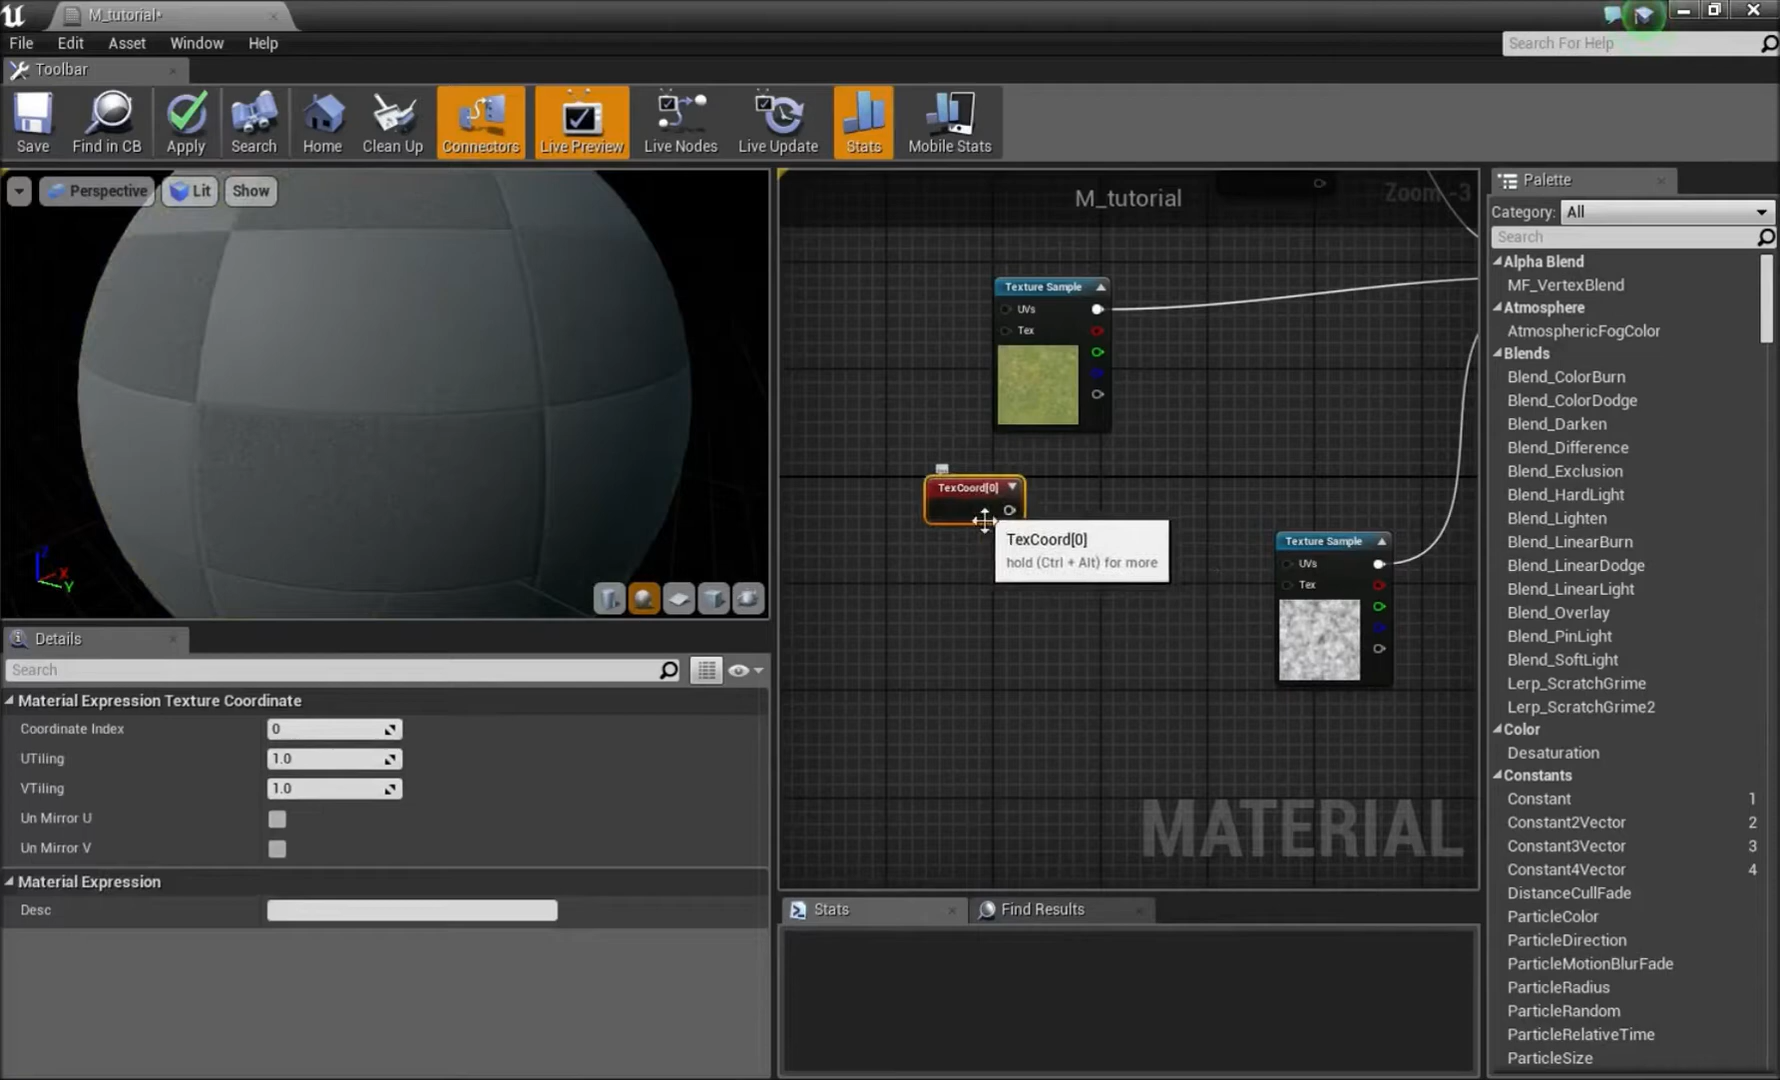 M_tutorial*
File Edit Asset Window Help
Search For Help
Toolbar
Save Find in CB Apply Search Home Clean Up Connectors Live Preview Live Nodes Live Update Stats Mobile Stats
Perspective Lit Show
M_tutorial
Zoom -3
Texture Sample
UVs
Tex
TexCoord[0]
TexCoord[0]
hold (Ctrl + Alt) for more
Texture Sample
UVs
Tex
MATERIAL
Z
X
Y
Details
Search
Material Expression Texture Coordinate
Coordinate Index 0
UTiling 1.0
VTiling 1.0
Un Mirror U
Un Mirror V
Material Expression
Desc
Stats
Find Results
Palette
Category: All
Search
Alpha Blend
MF_VertexBlend
Atmosphere
AtmosphericFogColor
Blends
Blend_ColorBurn
Blend_ColorDodge
Blend_Darken
Blend_Difference
Blend_Exclusion
Blend_HardLight
Blend_Lighten
Blend_LinearBurn
Blend_LinearDodge
Blend_LinearLight
Blend_Overlay
Blend_PinLight
Blend_SoftLight
Lerp_ScratchGrime
Lerp_ScratchGrime2
Color
Desaturation
Constants
Constant 1
Constant2Vector 2
Constant3Vector 3
Constant4Vector 4
DistanceCullFade
ParticleColor
ParticleDirection
ParticleMotionBlurFade
ParticleRadius
ParticleRandom
ParticleRelativeTime
ParticleSize